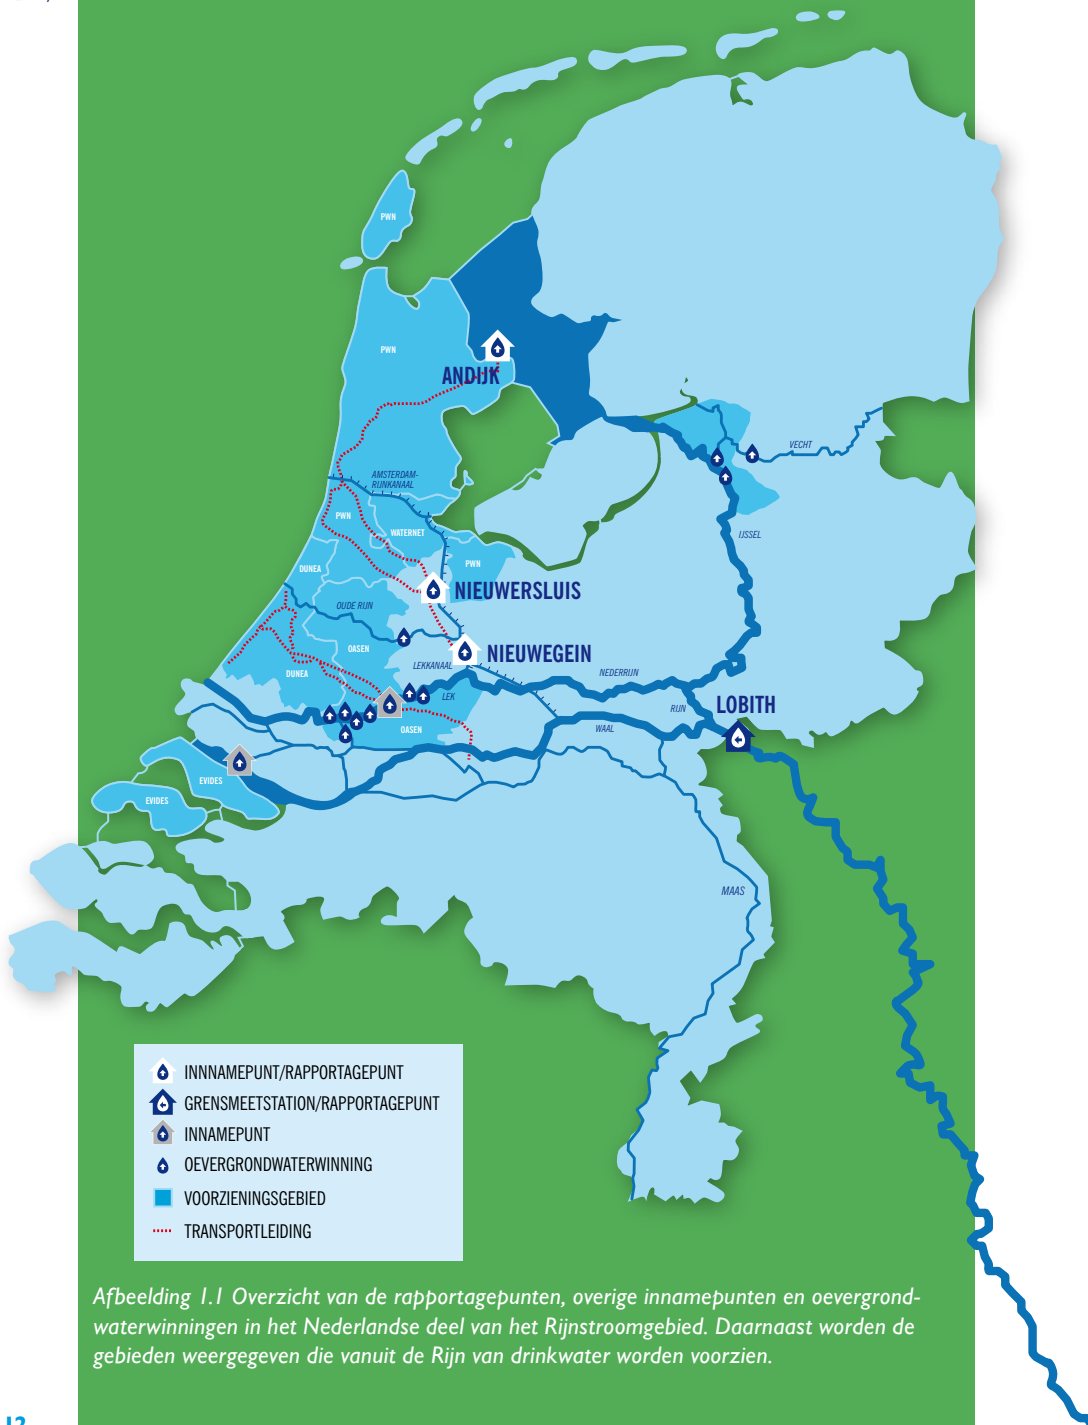 PWN
PWN
ANDIJK
VECHT
AMSTERDAM-
RIJNKANAAL
PWN
WATERNET
IJSSEL
PWN
DUNEA
NIEUWERSLUIS
OUDE RIJN
OASEN
NIEUWEGEIN
LEKKANAAL
DUNEA
NEDERRIJN
LEK
LOBITH
RIJN
OASEN
WAAL
EVIDES
EVIDES
MAAS
INNNAMEPUNT/RAPPORTAGEPUNT
GRENSMEETSTATION/RAPPORTAGEPUNT
INNAMEPUNT
OEVERGRONDWATERWINNING
VOORZIENINGSGEBIED
TRANSPORTLEIDING
Afbeelding 1.1 Overzicht van de rapportagepunten, overige innamepunten en oevergrond-
waterwinningen in het Nederlandse deel van het Rijnstroomgebied. Daarnaast worden de
gebieden weergegeven die vanuit de Rijn van drinkwater worden voorzien.